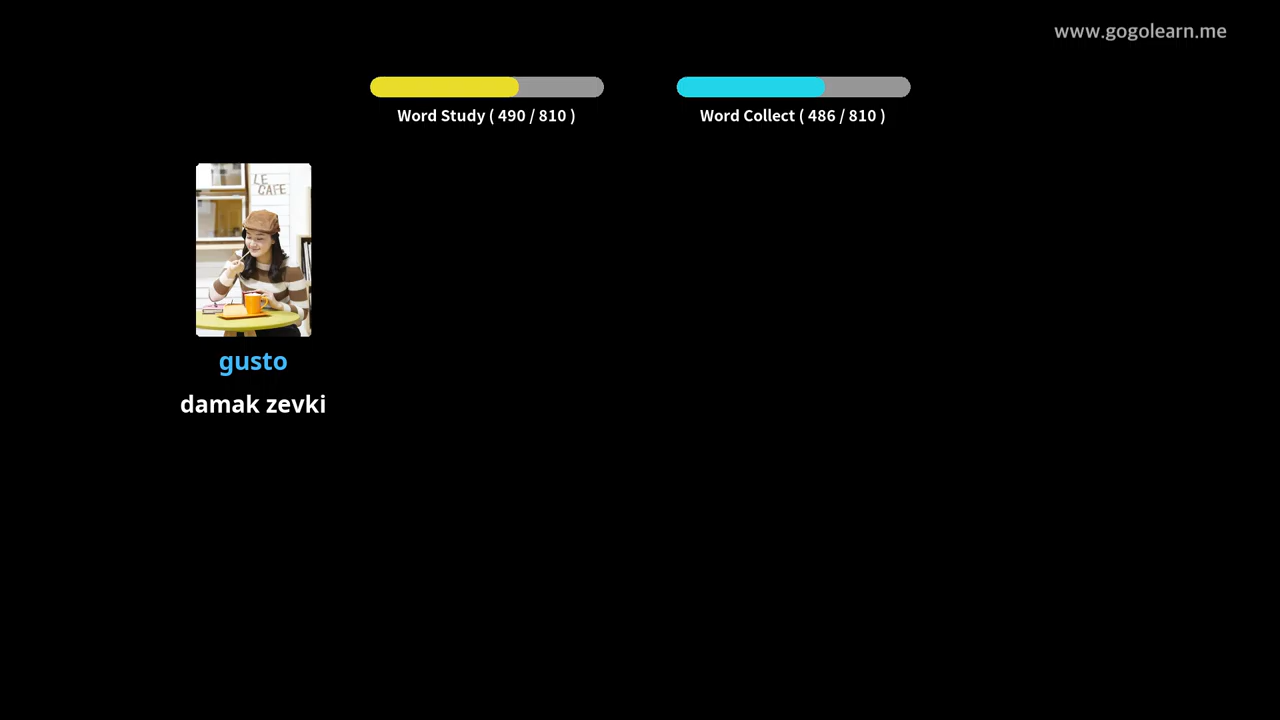 www.gogolearn.me
Word Study ( 490 / 810 )
Word Collect ( 486 / 810 )
LE
CAFE
gusto
damak zevki